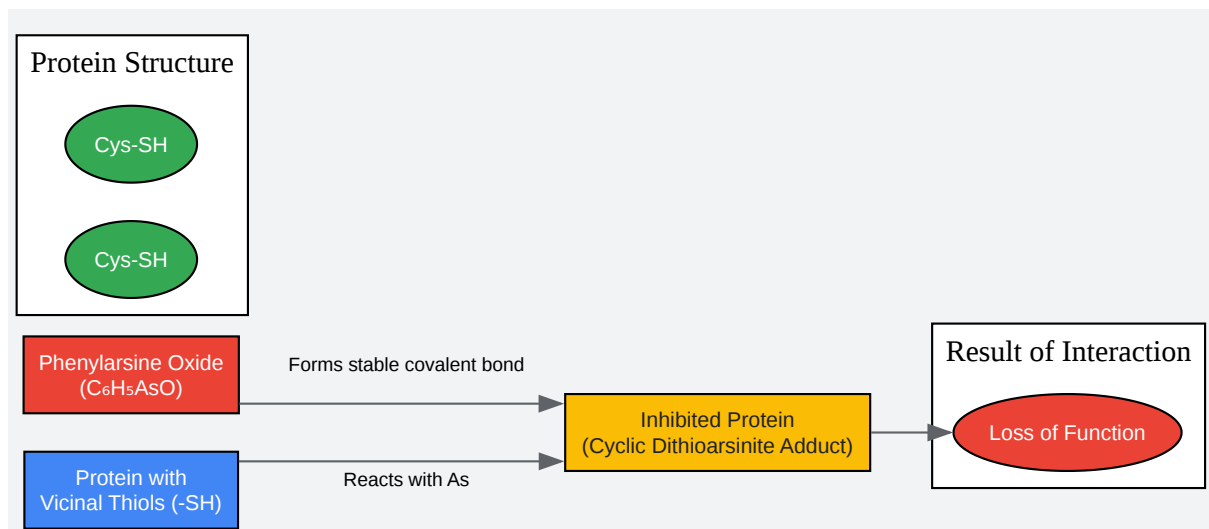 Protein Structure
Cys-SH
Cys-SH
Phenylarsine Oxide
(C₆H₅AsO)
Forms stable covalent bond
Protein with
Vicinal Thiols (-SH)
Reacts with As
Inhibited Protein
(Cyclic Dithioarsinite Adduct)
Result of Interaction
Loss of Function